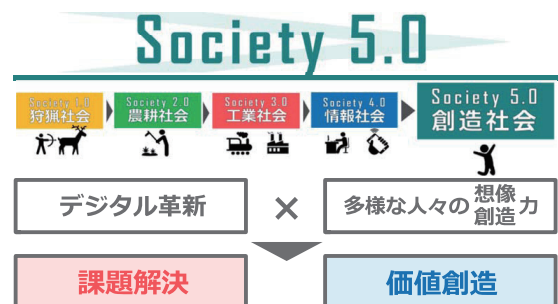 Society 5.0
Society 1.0
狩猟社会
Society 2.0
農耕社会
Society 3.0
工業社会
Society 4.0
情報社会
Society 5.0
創造社会
デジタル革新
×
多様な人々の想像力
創造
課題解決
価値創造